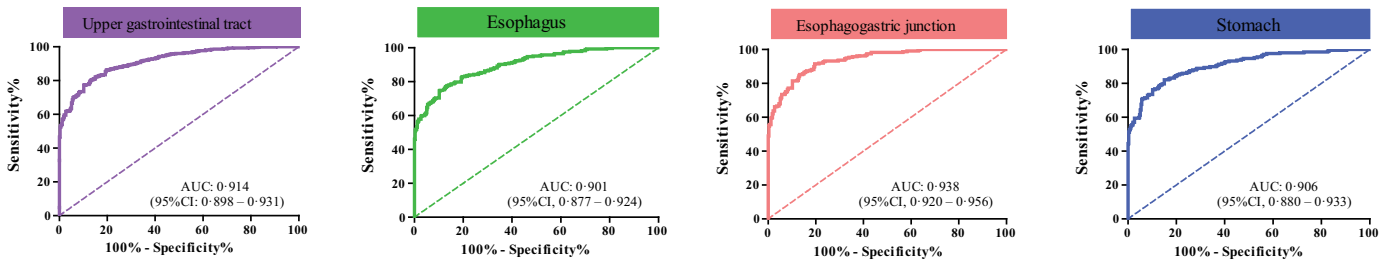 Upper gastrointestinal tract
100
80
60
40
20
0
Sensitivity%
AUC: 0·914
(95%CI: 0·898 – 0·931)
0 20 40 60 80 100
100% - Specificity%
Esophagus
100
80
60
40
20
0
Sensitivity%
AUC: 0·901
(95%CI, 0·877 – 0·924)
0 20 40 60 80 100
100% - Specificity%
Esophagogastric junction
100
80
60
40
20
0
Sensitivity%
AUC: 0·938
(95%CI, 0·920 – 0·956)
0 20 40 60 80 100
100% - Specificity%
Stomach
100
80
60
40
20
0
Sensitivity%
AUC: 0·906
(95%CI, 0·880 – 0·933)
0 20 40 60 80 100
100% - Specificity%